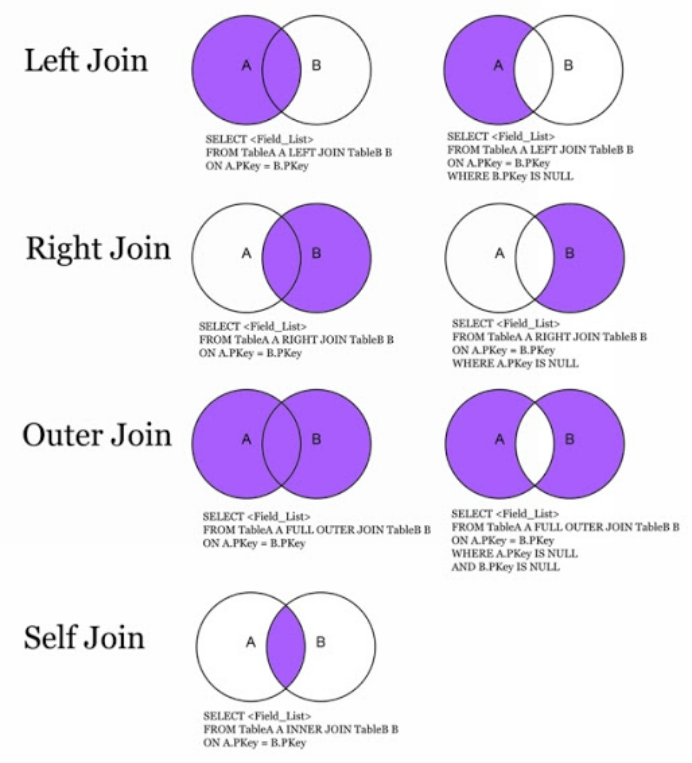 Left Join
A
B
SELECT <Field_List>
FROM TableA A LEFT JOIN TableB B
ON A.PKey = B.PKey
A
B
SELECT <Field_List>
FROM TableA A LEFT JOIN TableB B
ON A.PKey = B.PKey
WHERE B.PKey IS NULL
Right Join
A
B
SELECT <Field_List>
FROM TableA A RIGHT JOIN TableB B
ON A.PKey = B.PKey
A
B
SELECT <Field_List>
FROM TableA A RIGHT JOIN TableB B
ON A.PKey = B.PKey
WHERE A.PKey IS NULL
Outer Join
A
B
SELECT <Field_List>
FROM TableA A FULL OUTER JOIN TableB B
ON A.PKey = B.PKey
A
B
SELECT <Field_List>
FROM TableA A FULL OUTER JOIN TableB B
ON A.PKey = B.PKey
WHERE A.PKey IS NULL
AND B.PKey IS NULL
Self Join
A
B
SELECT <Field_List>
FROM TableA A INNER JOIN TableB B
ON A.PKey = B.PKey